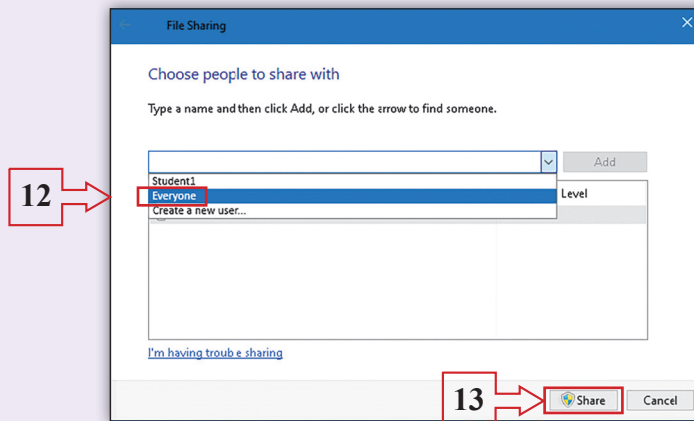 File Sharing
Choose people to share with
Type a name and then click Add, or click the arrow to find someone.
Add
Student1
12
Everyone
Level
Create a new user...
I'm having troub e sharing
13
Share
Cancel